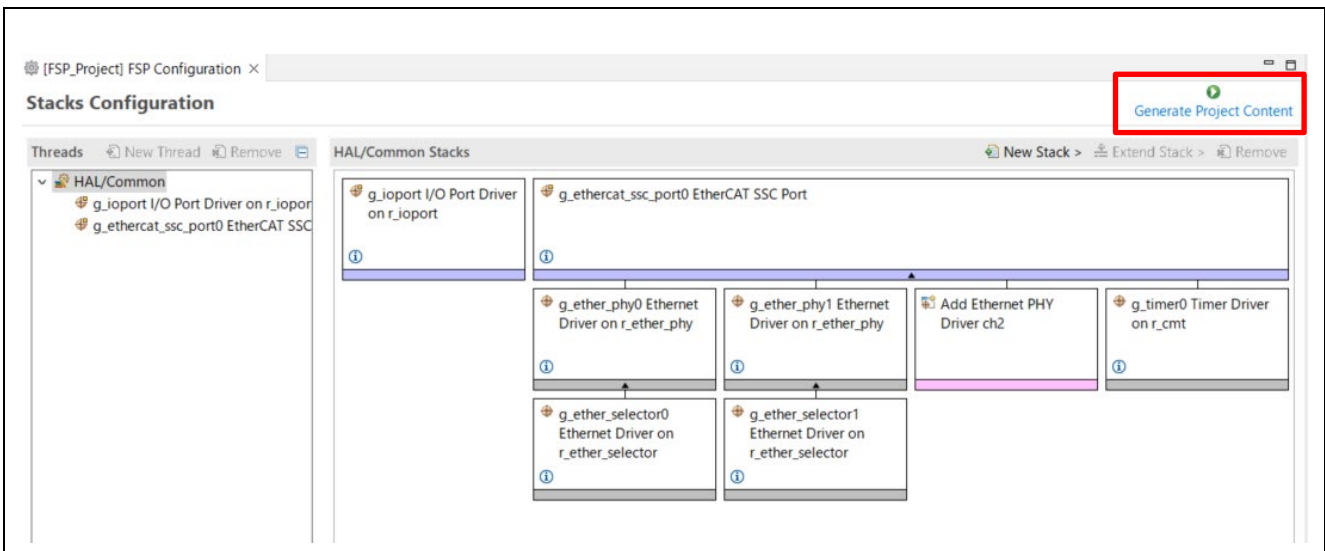 [FSP_Project] FSP Configuration
Stacks Configuration
Generate Project Content
Threads New Thread Remove
HAL/Common
g_ioport I/O Port Driver on r_iopor
g_ethercat_ssc_port0 EtherCAT SSC
HAL/Common Stacks
New Stack > Extend Stack > Remove
g_ioport I/O Port Driver
on r_ioport
g_ethercat_ssc_port0 EtherCAT SSC Port
g_ether_phy0 Ethernet
Driver on r_ether_phy
g_ether_phy1 Ethernet
Driver on r_ether_phy
Add Ethernet PHY
Driver ch2
g_timer0 Timer Driver
on r_cmt
g_ether_selector0
Ethernet Driver on
r_ether_selector
g_ether_selector1
Ethernet Driver on
r_ether_selector